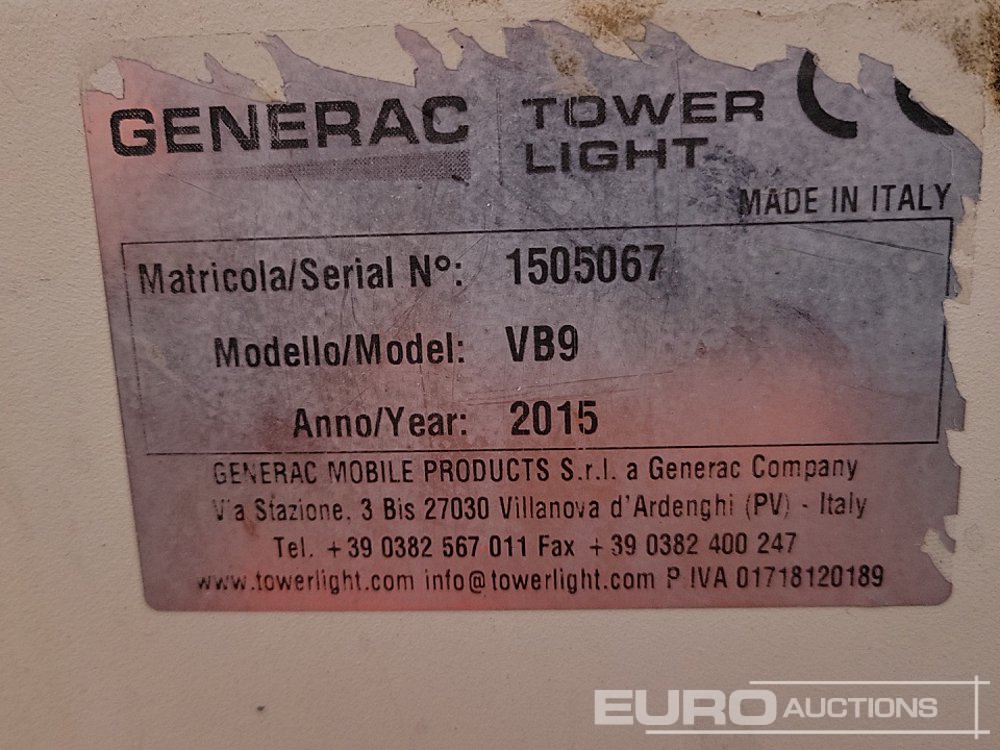 GENERAC
TOWER
LIGHT
MADE IN ITALY
Matricola/Serial N°: 1505067
Modello/Model: VB9
Anno/Year: 2015
GENERAC MOBILE PRODUCTS S.r.l. a Generac Company
Via Stazione, 3 Bis 27030 Villanova d'Ardenghi (PV) - Italy
Tel. +39 0382 567 011 Fax +39 0382 400 247
www.towerlight.com info@towerlight.com P IVA 01718120189
EURO AUCTIONS